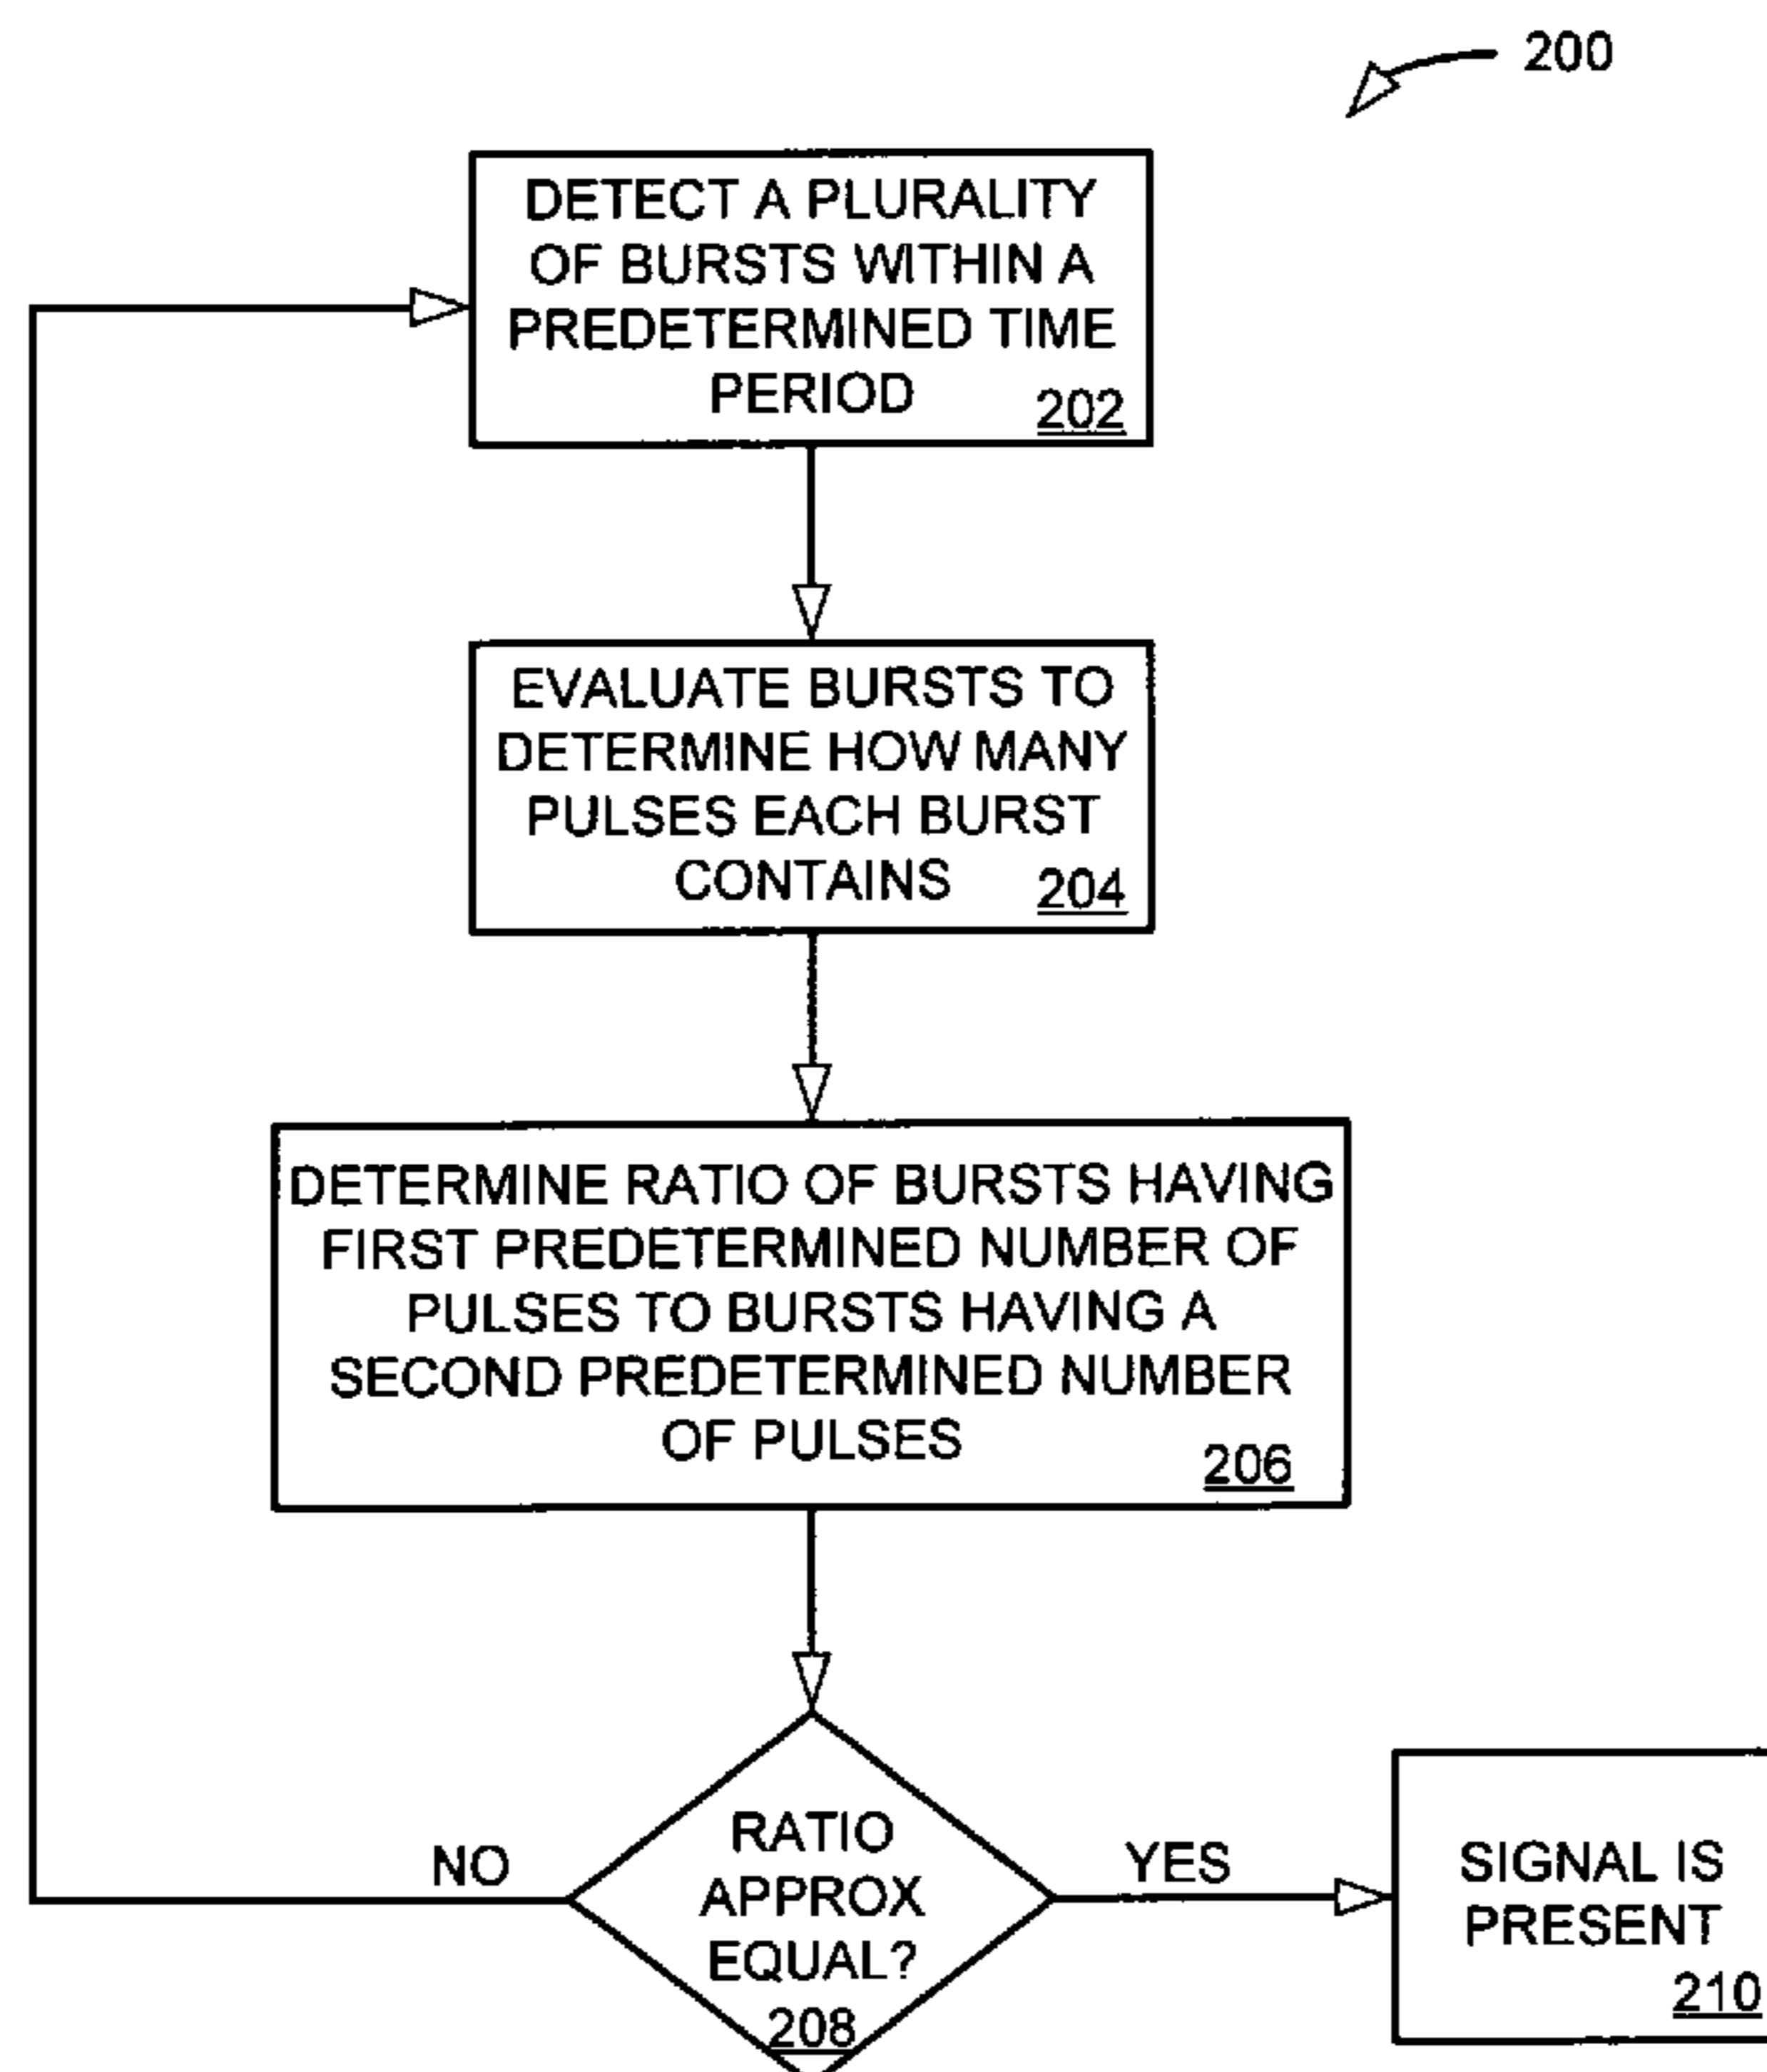 200
DETECT A PLURALITY
OF BURSTS WITHIN A
PREDETERMINED TIME
PERIOD
202
EVALUATE BURSTS TO
DETERMINE HOW MANY
PULSES EACH BURST
CONTAINS
204
DETERMINE RATIO OF BURSTS HAVING
FIRST PREDETERMINED NUMBER OF
PULSES TO BURSTS HAVING A
SECOND PREDETERMINED NUMBER
OF PULSES
206
RATIO
APPROX
EQUAL?
208
NO
YES
SIGNAL IS
PRESENT
210